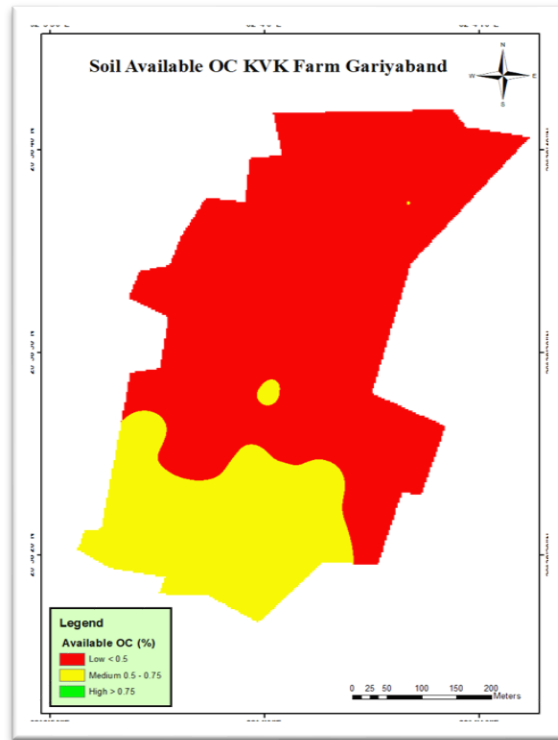 Soil Available OC KVK Farm Gariyaband
N
W E
S
Legend
Available OC (%)
Low < 0.5
Medium 0.5 - 0.75
High > 0.75
0 25 50 100 150 200
Meters